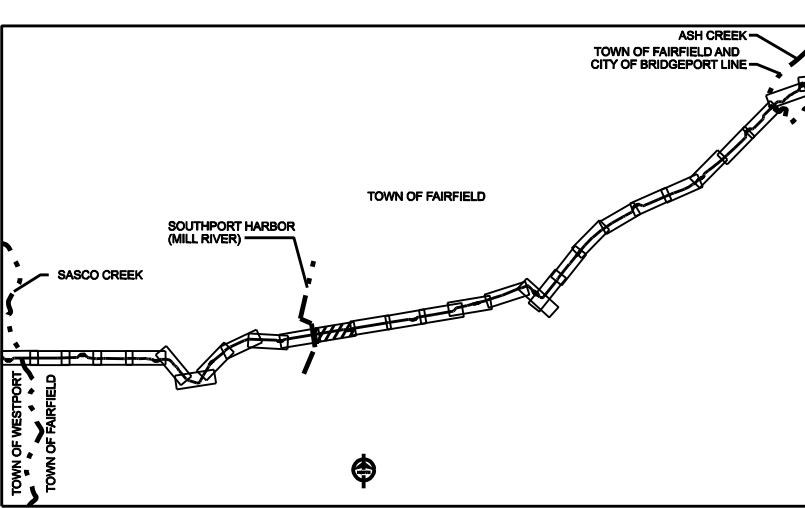 ASH CREEK
TOWN OF FAIRFIELD AND
CITY OF BRIDGEPORT LINE
TOWN OF FAIRFIELD
SOUTHPORT HARBOR
(MILL RIVER)
SASCO CREEK
TOWN OF WESTPORT
TOWN OF FAIRFIELD